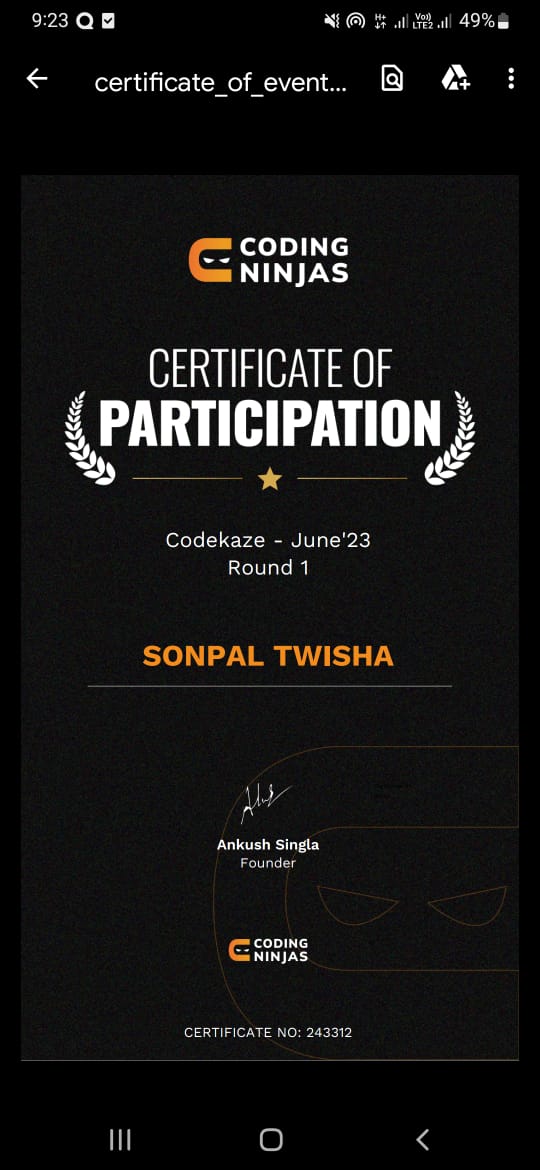 9:23
H+
Vo)
LTE2
49%
certificate_of_event...
CODING
NINJAS
CERTIFICATE OF
PARTICIPATION
Codekaze - June'23
Round 1
SONPAL TWISHA
Ankush Singla
Founder
CODING
NINJAS
CERTIFICATE NO: 243312